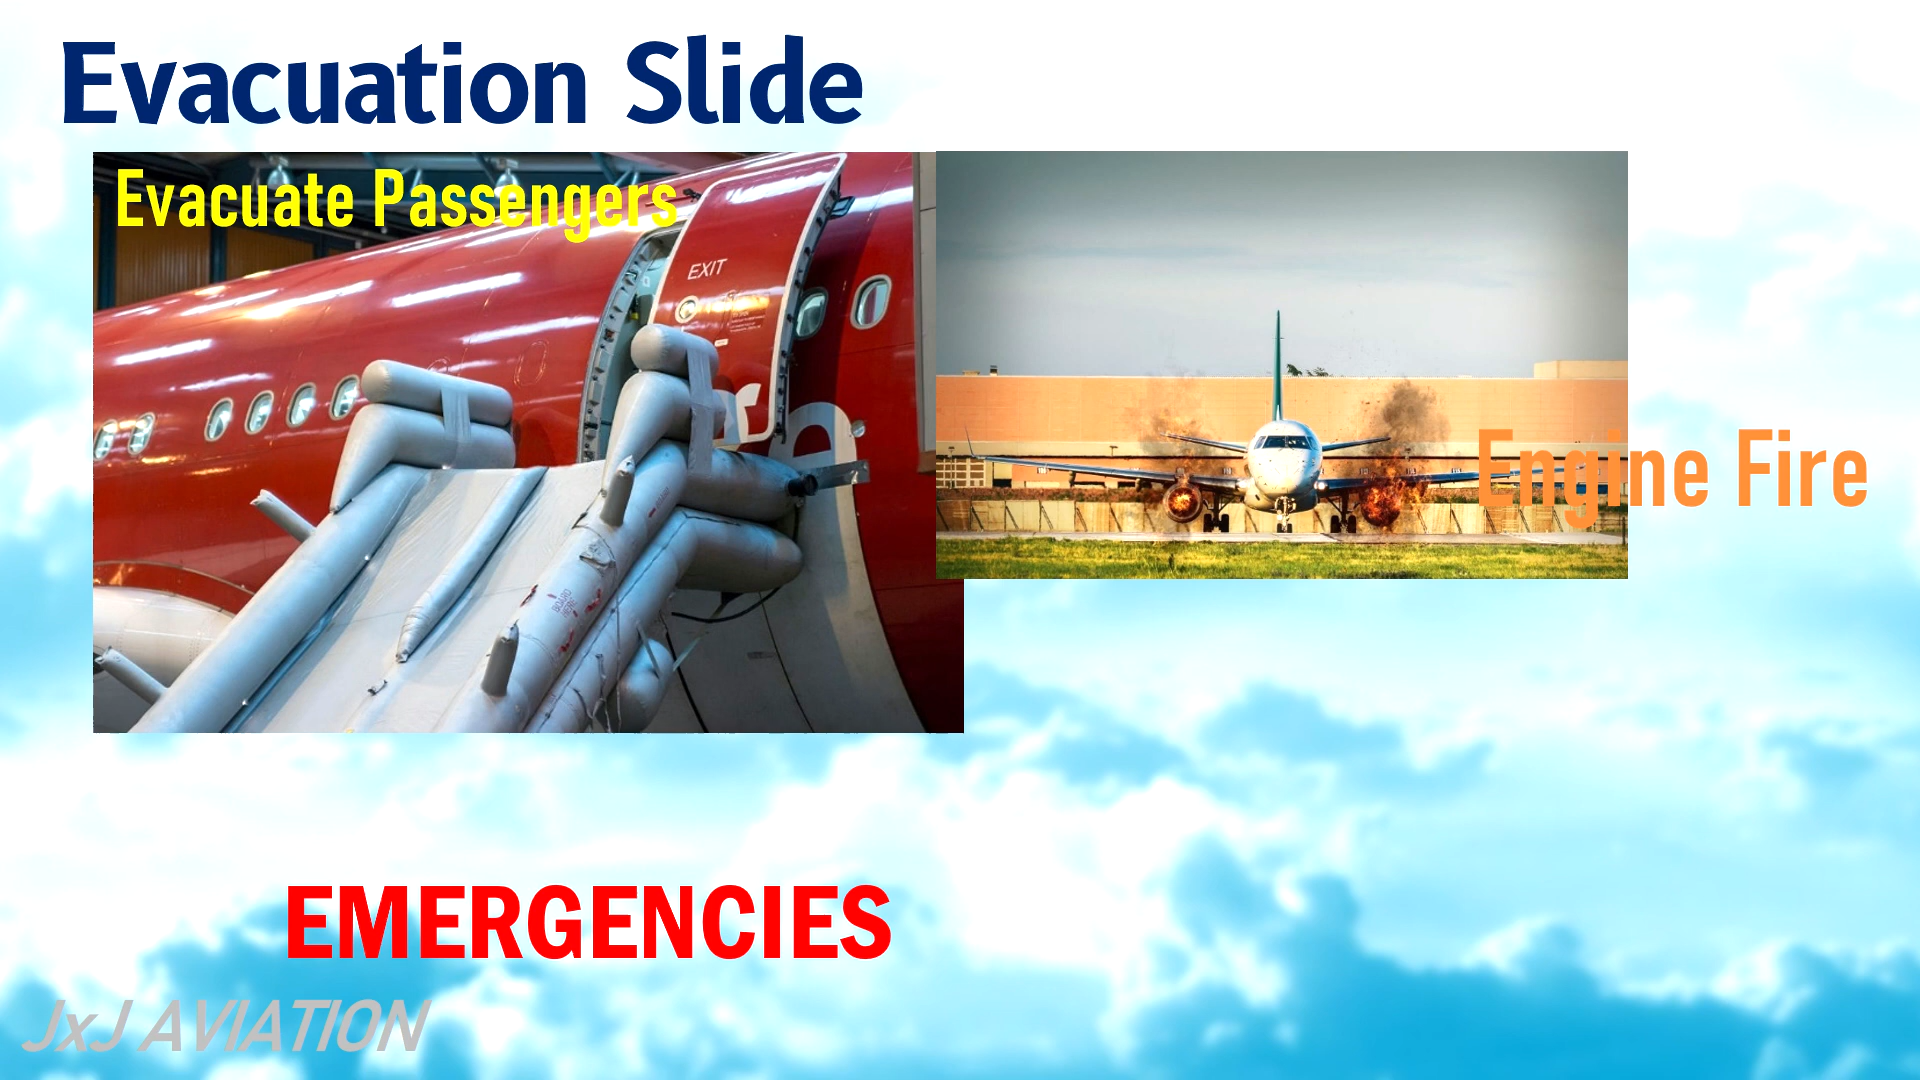 Evacuation Slide
Evacuate Passengers
EXIT
Engine Fire
EMERGENCIES
JxJ AVIATION